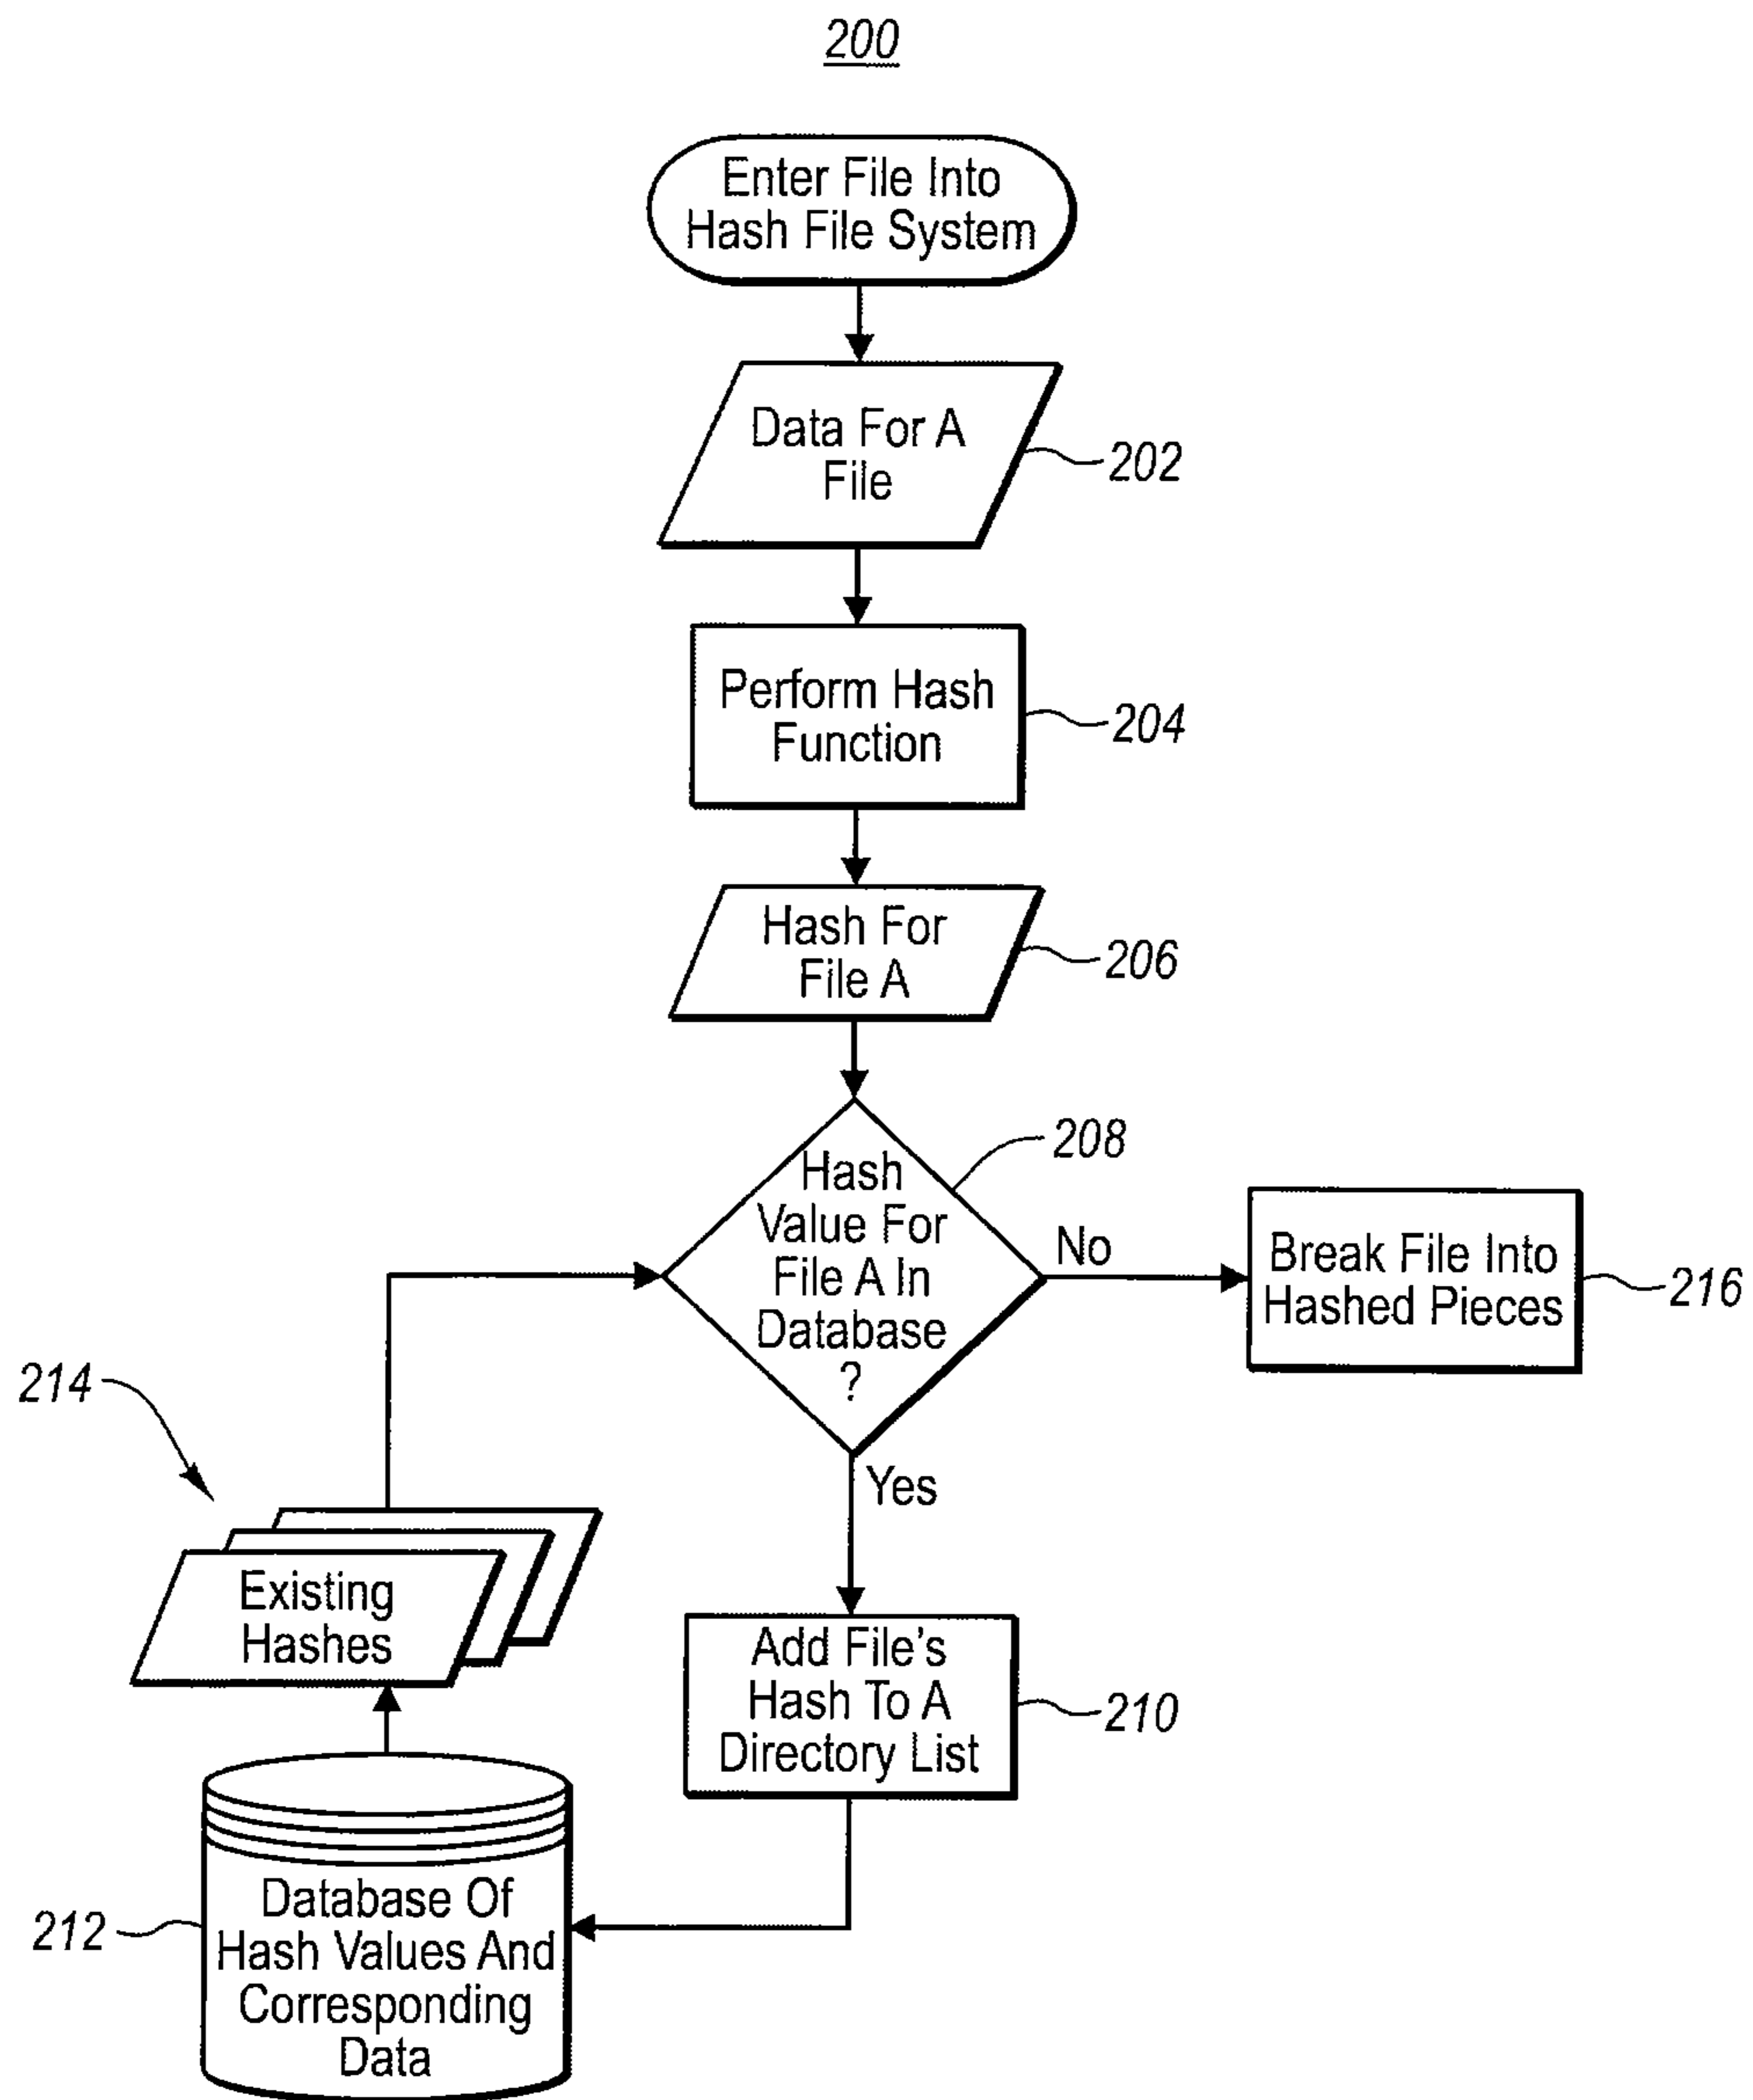 200
Enter File Into
Hash File System
Data For A
File
202
Perform Hash
Function
204
Hash For
File A
206
Hash
Value For
File A In
Database
?
208
No
Break File Into
Hashed Pieces
216
Yes
214
Existing
Hashes
Add File's
Hash To A
Directory List
210
212
Database Of
Hash Values And
Corresponding
Data